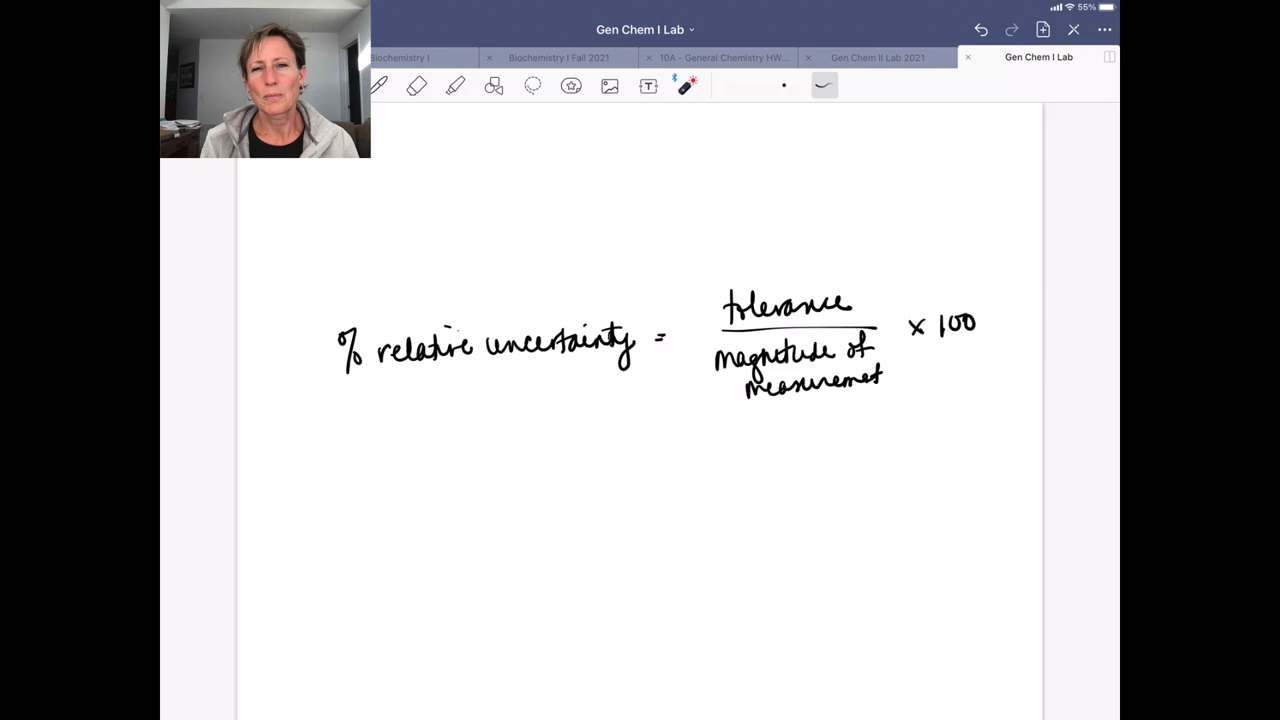 55%
Gen Chem I Lab
Biochemistry I
Biochemistry I Fall 2021
10A - General Chemistry HW...
Gen Chem II Lab 2021
Gen Chem I Lab
% relative uncertainty = tolerance × 100
magnitude of
measuremet